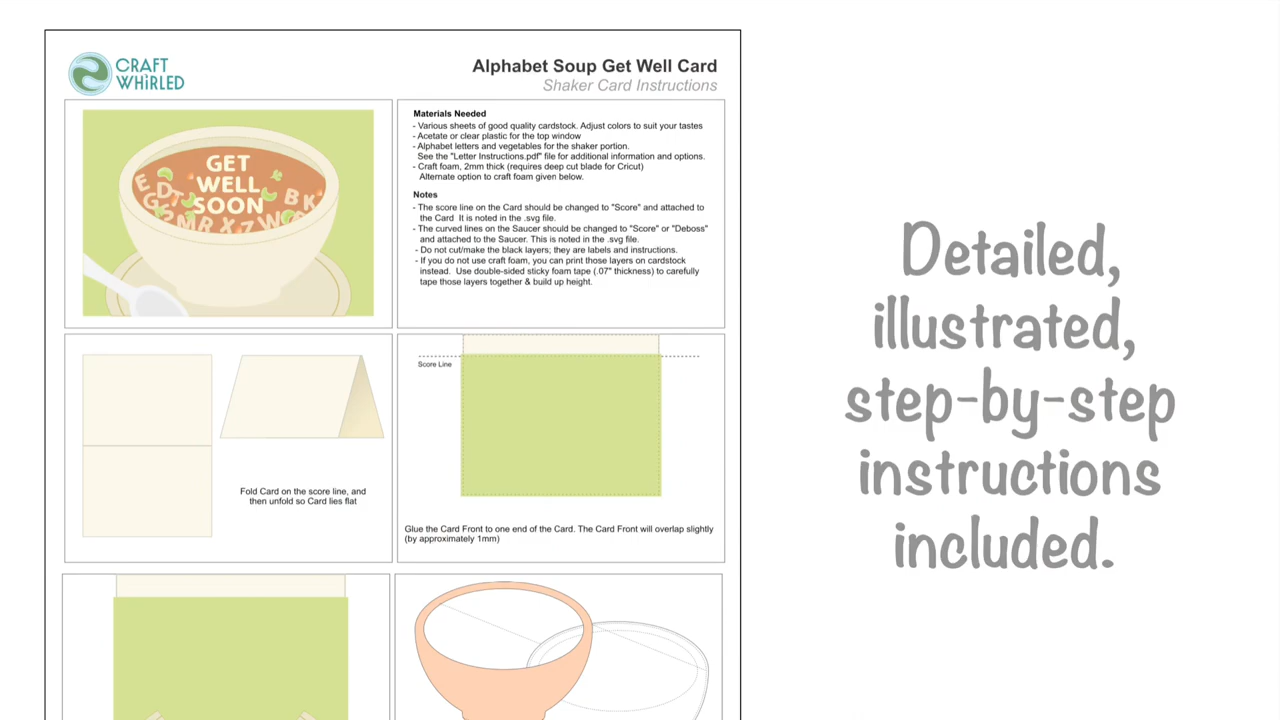 CRAFT
WHiRLED
Alphabet Soup Get Well Card
Shaker Card Instructions
GET
WELL
SOON
Materials Needed
- Various sheets of good quality cardstock. Adjust colors to suit your tastes
- Acetate or clear plastic for the top window
- Alphabet letters and vegetables for the shaker portion.
See the "Letter Instructions.pdf" file for additional information and options.
- Craft foam, 2mm thick (requires deep cut blade for Cricut)
Alternate option to craft foam given below.
Notes
- The score line on the Card should be changed to "Score" and attached to
the Card  It is noted in the .svg file.
- The curved lines on the Saucer should be changed to "Score" or "Deboss"
and attached to the Saucer. This is noted in the .svg file.
- Do not cut/make the black layers; they are labels and instructions.
- If you do not use craft foam, you can print those layers on cardstock
instead.  Use double-sided sticky foam tape (.07" thickness) to carefully
tape those layers together & build up height.
Fold Card on the score line, and
then unfold so Card lies flat
Score Line
Glue the Card Front to one end of the Card. The Card Front will overlap slightly
(by approximately 1mm)
Detailed,
illustrated,
step-by-step
instructions
included.